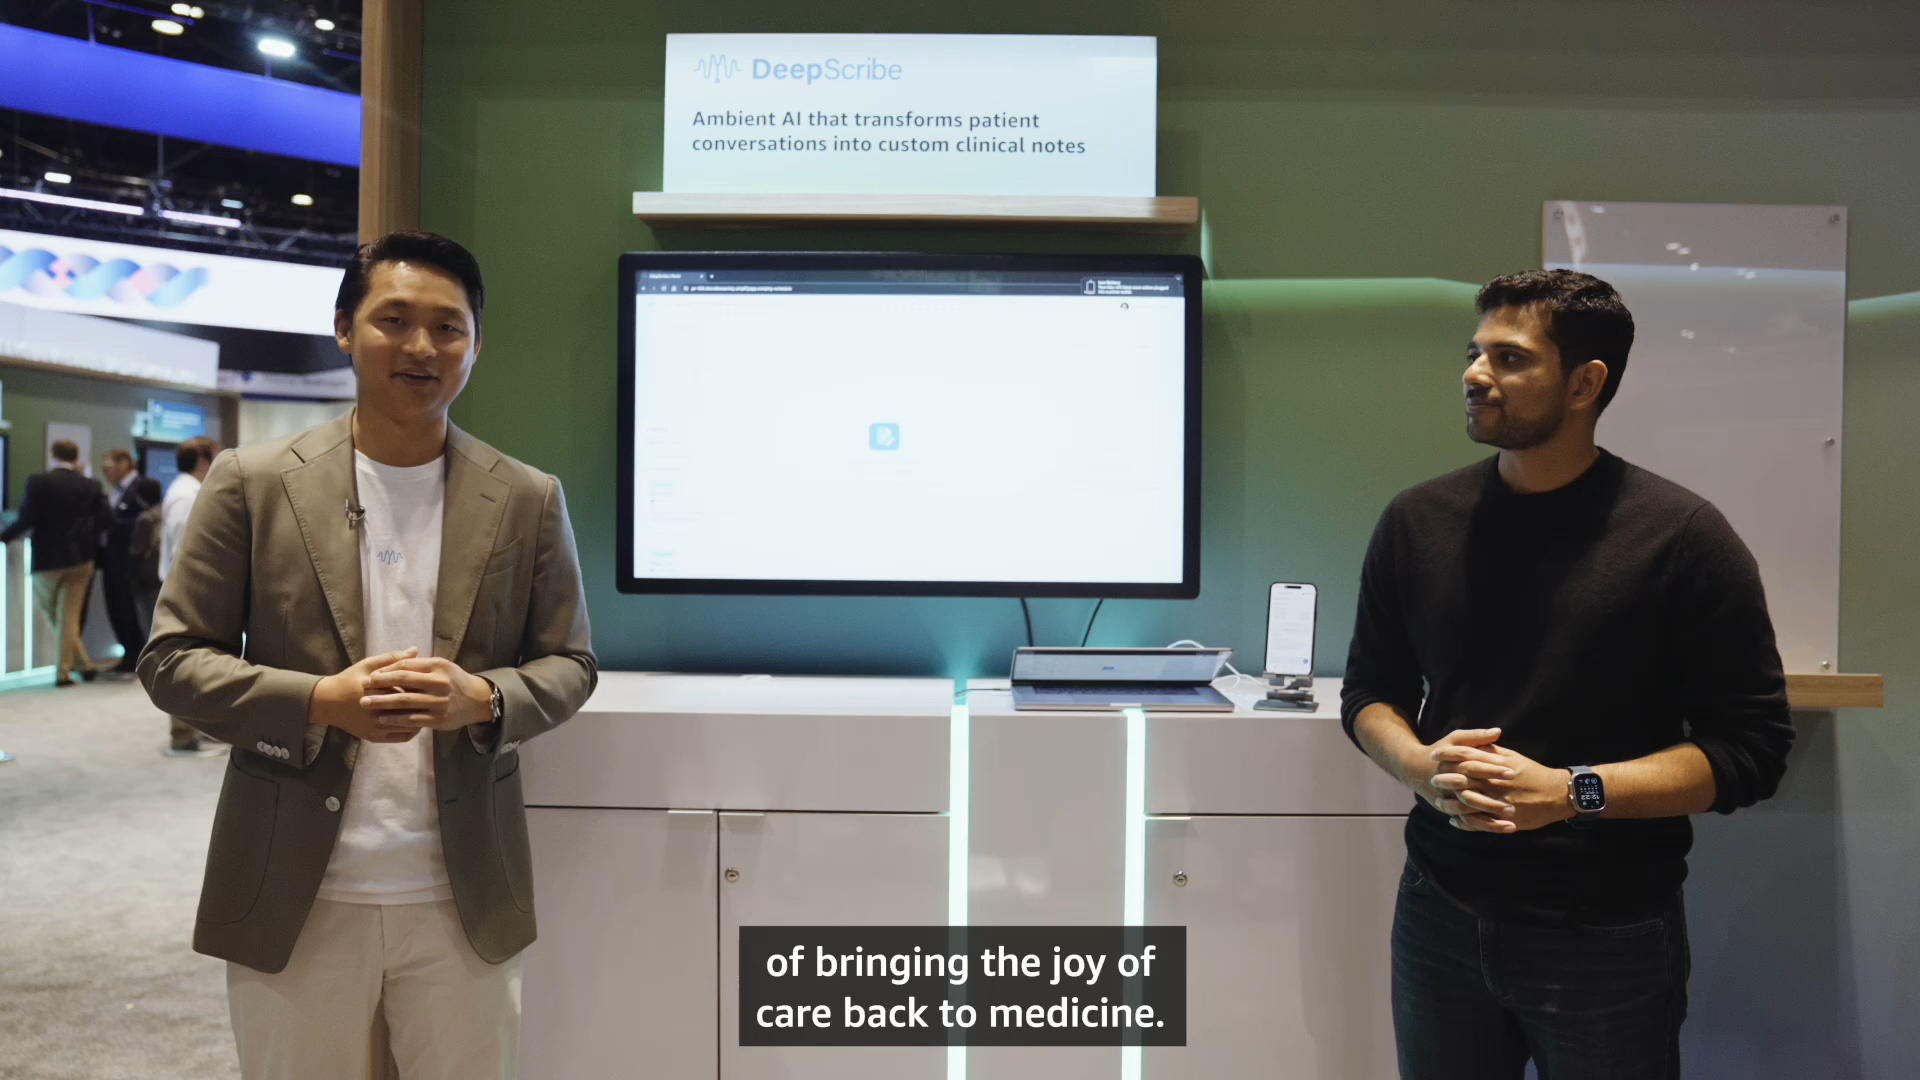 DeepScribe
Ambient AI that transforms patient
conversations into custom clinical notes
of bringing the joy of
care back to medicine.